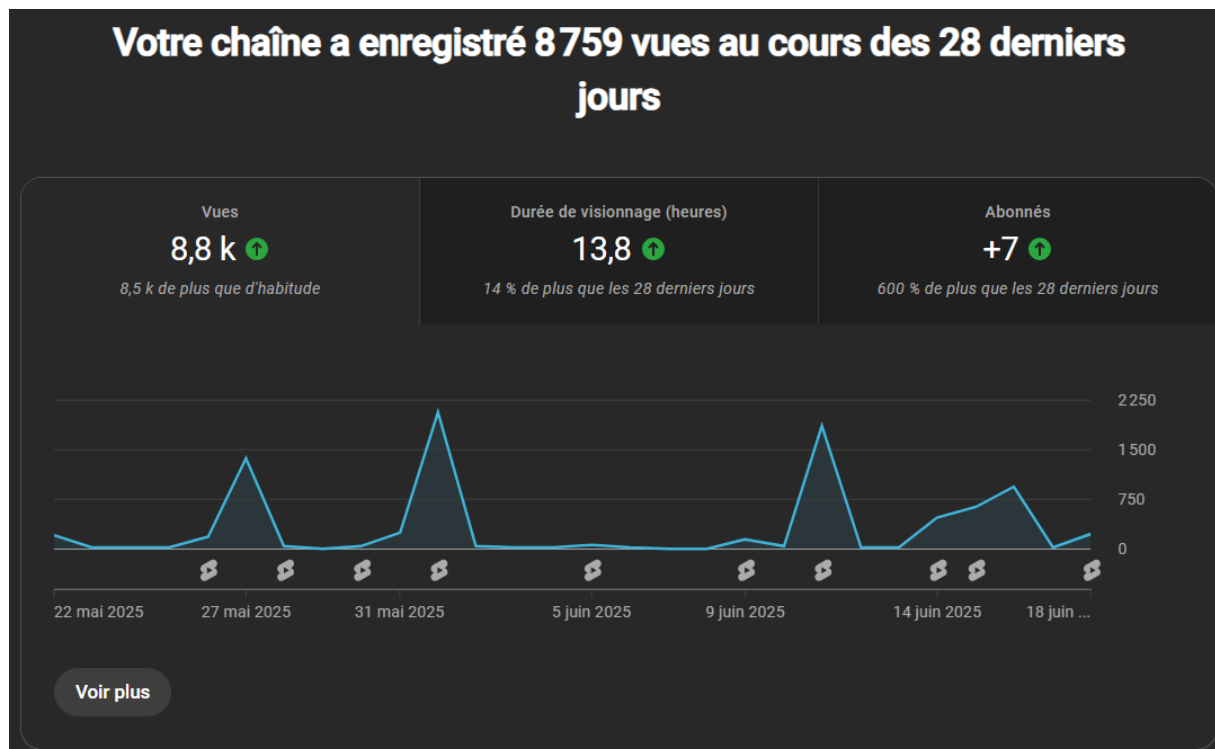 Votre chaîne a enregistré 8 759 vues au cours des 28 derniers
jours
Vues
8,8 k
8,5 k de plus que d'habitude
Durée de visionnage (heures)
13,8
14 % de plus que les 28 derniers jours
Abonnés
+7
600 % de plus que les 28 derniers jours
2 250
1 500
750
0
22 mai 2025
27 mai 2025
31 mai 2025
5 juin 2025
9 juin 2025
14 juin 2025
18 juin ...
Voir plus